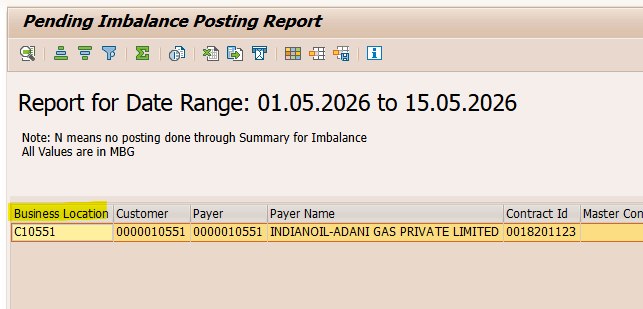 Pending Imbalance Posting Report
Report for Date Range: 01.05.2026 to 15.05.2026
Note: N means no posting done through Summary for Imbalance
All Values are in MBG
Business Location Customer Payer Payer Name Contract Id Master Con
C10551 0000010551 0000010551 INDIANOIL-ADANI GAS PRIVATE LIMITED 0018201123